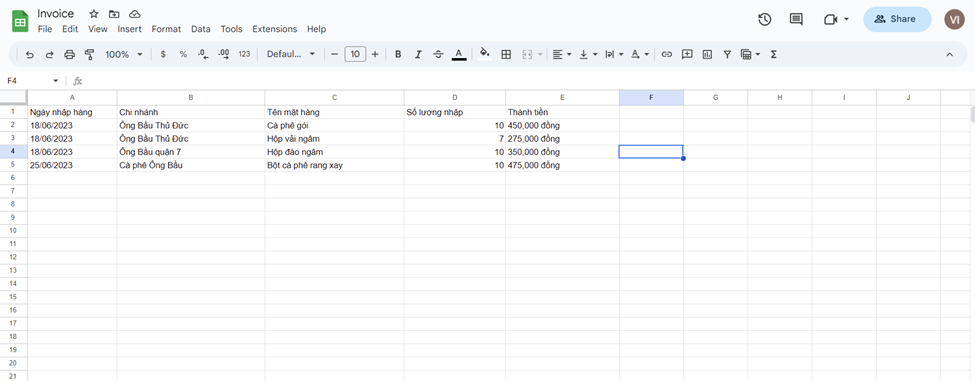 Invoice
File Edit View Insert Format Data Tools Extensions Help
Share
VI
100% $ % .0 .00 123 Defaul... 10 B I S A
F4 fx
A B C D E F G H I J
1 Ngày nhập hàng Chi nhánh Tên mặt hàng Số lượng nhập Thành tiền
2 18/06/2023 Ông Bầu Thủ Đức Cà phê gói 10 450,000 đồng
3 18/06/2023 Ông Bầu Thủ Đức Hộp vải ngâm 7 275,000 đồng
4 18/06/2023 Ông Bầu quận 7 Hộp đào ngâm 10 350,000 đồng
5 25/06/2023 Cà phê Ông Bầu Bột cà phê rang xay 10 475,000 đồng
6
7
8
9
10
11
12
13
14
15
16
17
18
19
20
21